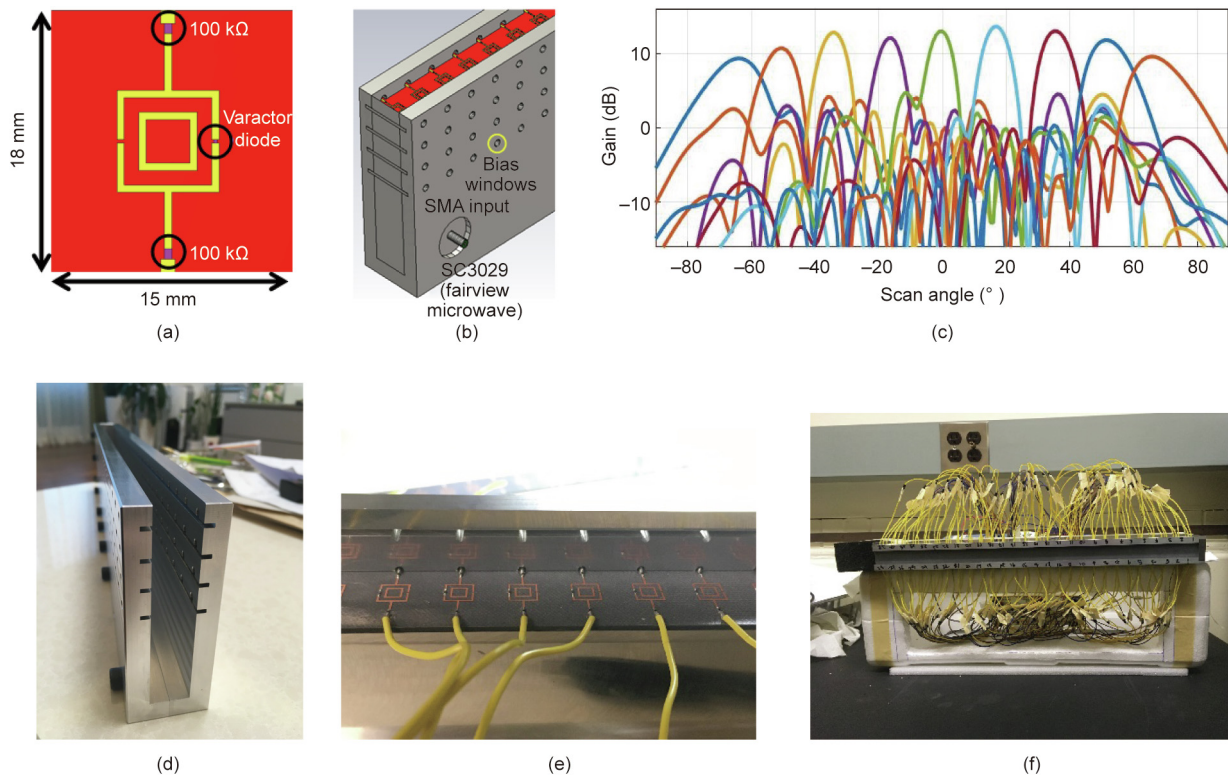 100 kΩ
Varactor
diode
18 mm
100 kΩ
15 mm
(a)
Bias
windows
SMA input
SC3029
(fairview
microwave)
(b)
Gain (dB)
10
0
–10
–80
–60
–40
–20
0
20
40
60
80
Scan angle (° )
(c)
(d)
(e)
(f)